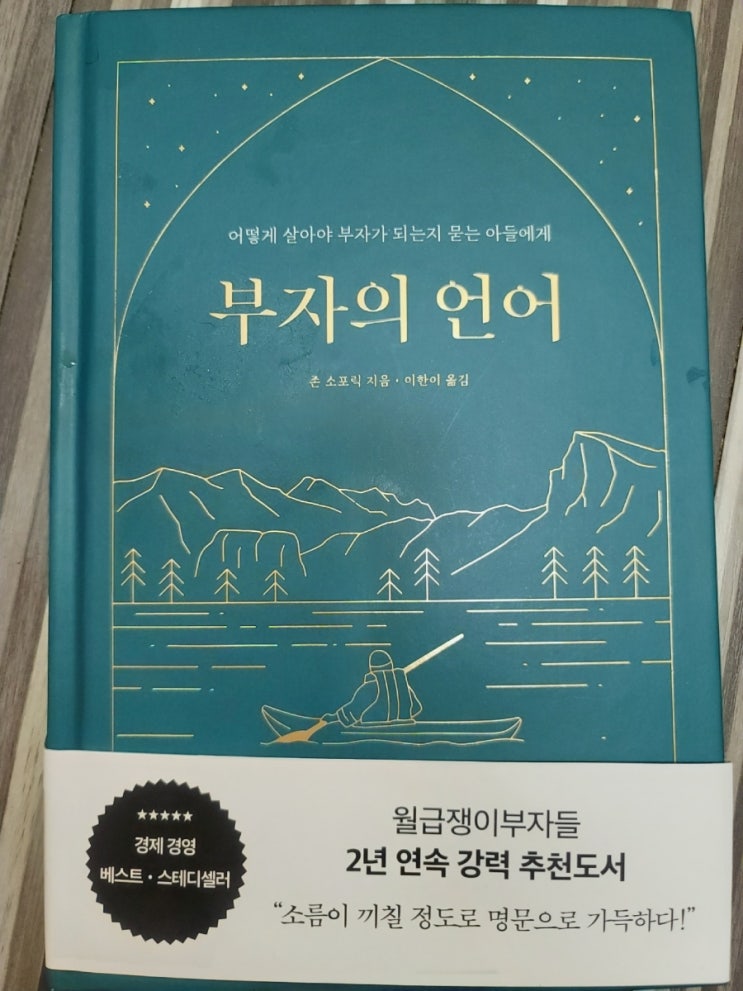 어떻게 살아야 부자가 되는지 묻는 아들에게
부자의 언어
존 소포릭 지음 · 이한이 옮김
★★★★★
경제 경영
베스트 · 스테디셀러
월급쟁이부자들
2년 연속 강력 추천도서
“소름이 끼칠 정도로 명문으로 가득하다!”